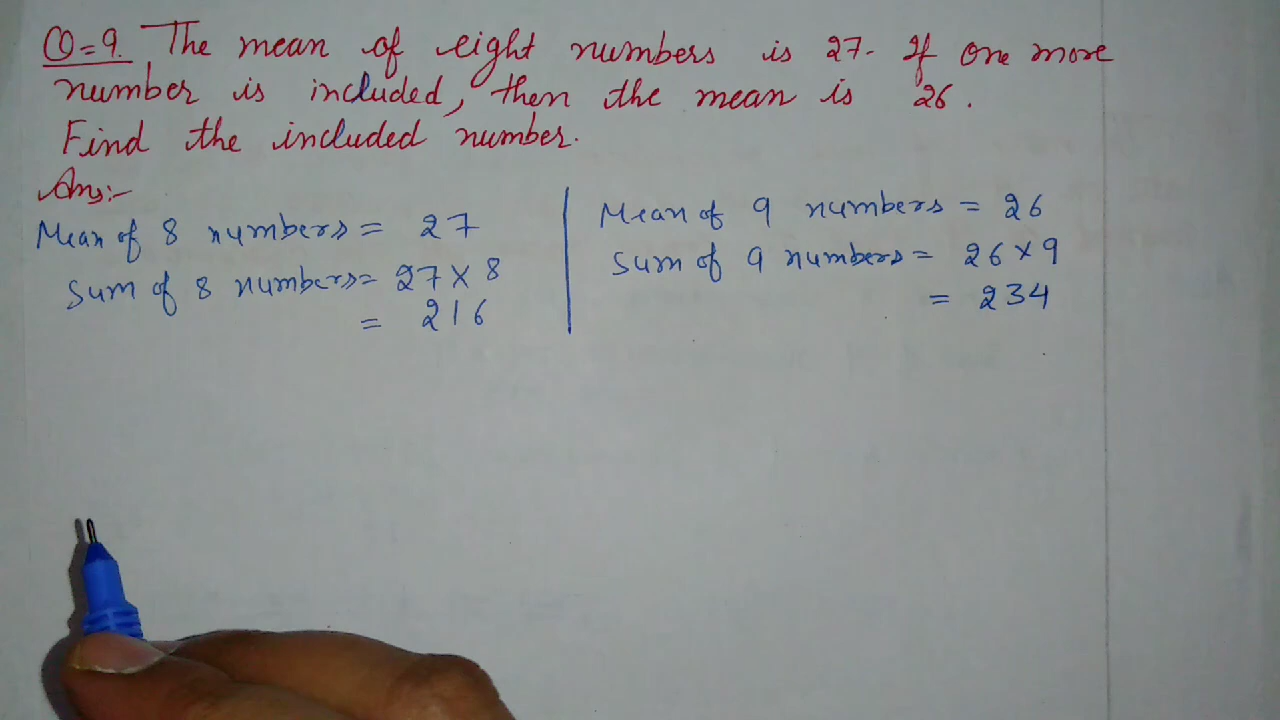 Q=9. The mean of eight numbers is 27. If one more
number is included, then the mean is 26.
Find the included number.
Ans:-
Mean of 8 numbers = 27
Sum of 8 numbers = 27 × 8
= 216
Mean of 9 numbers = 26
Sum of 9 numbers = 26 × 9
= 234